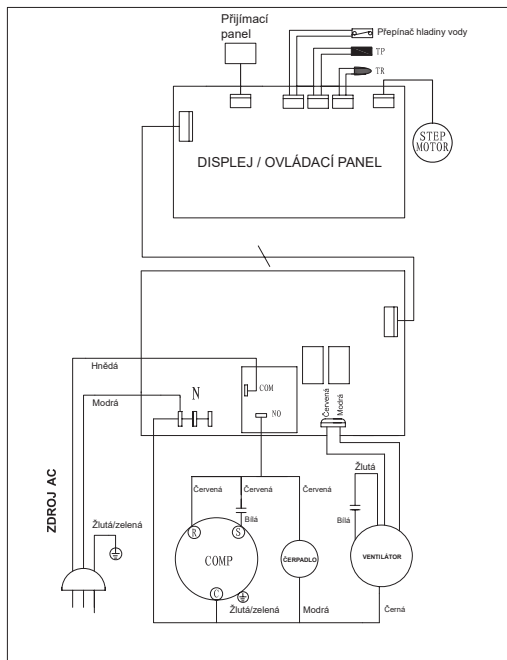 Přijímací
panel
Přepínač hladiny vody
TP
TR
STEP
MOTOR
DISPLEJ / OVLÁDACÍ PANEL
Hnědá
Modrá
N
COM
NO
Červená
Modrá
ZDROJ AC
Žlutá/zelená
Červená
Červená
Bílá
Červená
Žlutá
Bílá
R
S
COMP
C
ČERPADLO
VENTILÁTOR
Žlutá/zelená
Modrá
Černá